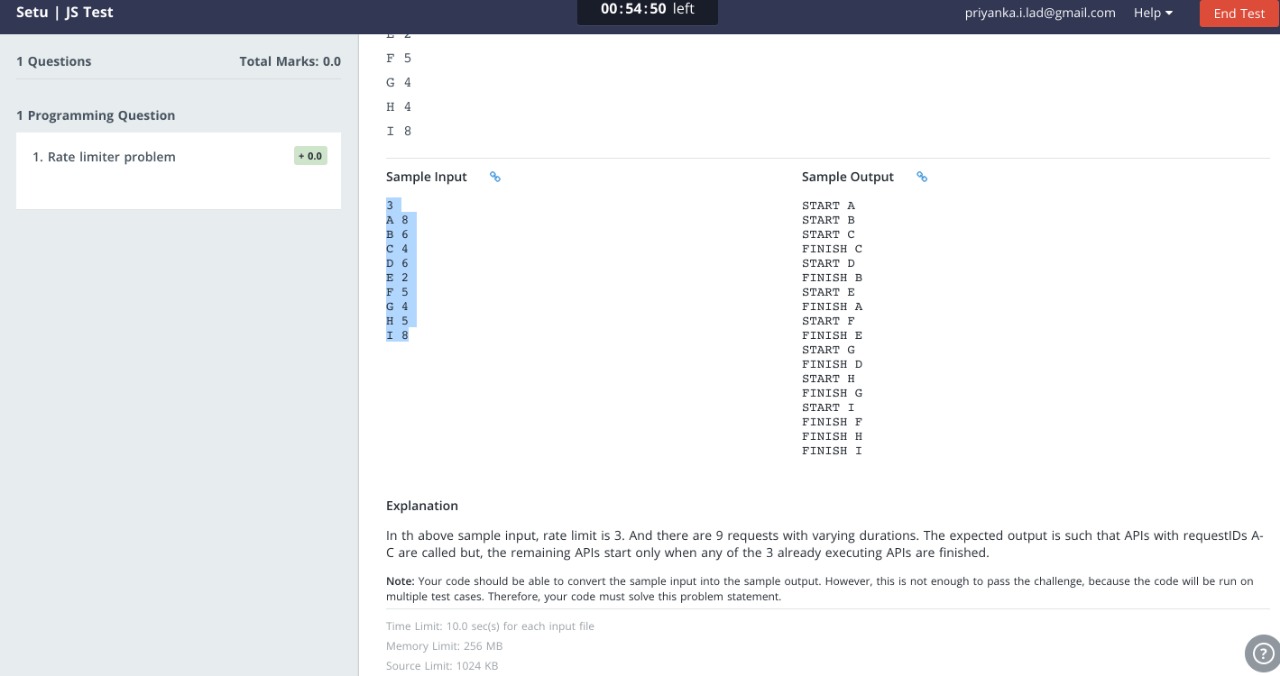 Setu | JS Test
00:54:50 left
priyanka.i.lad@gmail.com Help
End Test
1 Questions Total Marks: 0.0
1 Programming Question
1. Rate limiter problem + 0.0
E 2
F 5
G 4
H 4
I 8
Sample Input
3
A 8
B 6
C 4
D 6
E 2
F 5
G 4
H 5
I 8
Sample Output
START A
START B
START C
FINISH C
START D
FINISH B
START E
FINISH A
START F
FINISH E
START G
FINISH D
START H
FINISH G
START I
FINISH F
FINISH H
FINISH I
Explanation
In th above sample input, rate limit is 3. And there are 9 requests with varying durations. The expected output is such that APIs with requestIDs A-
C are called but, the remaining APIs start only when any of the 3 already executing APIs are finished.
Note: Your code should be able to convert the sample input into the sample output. However, this is not enough to pass the challenge, because the code will be run on
multiple test cases. Therefore, your code must solve this problem statement.
Time Limit: 10.0 sec(s) for each input file
Memory Limit: 256 MB
Source Limit: 1024 KB
?